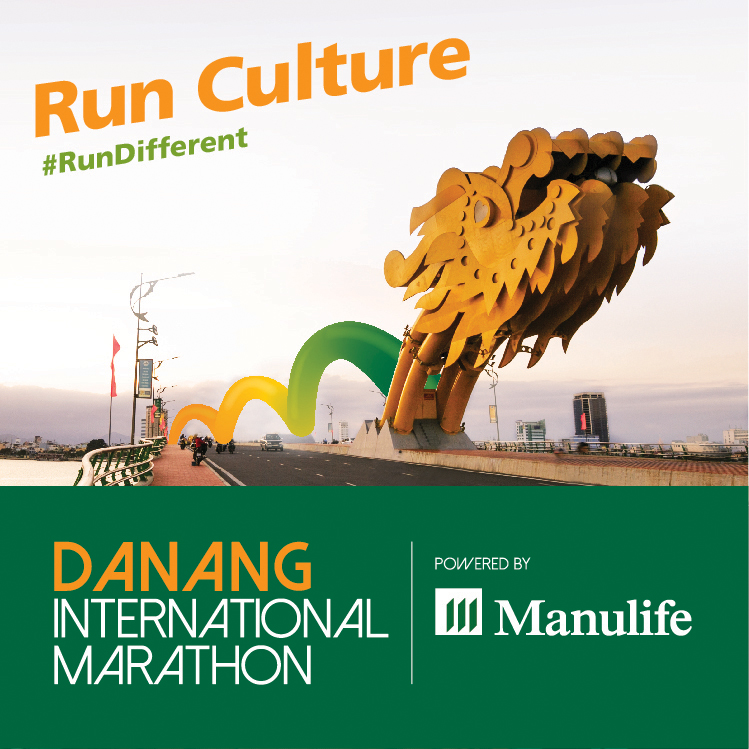 Run Culture
#RunDifferent
DANANG
INTERNATIONAL
MARATHON
POWERED BY
Manulife